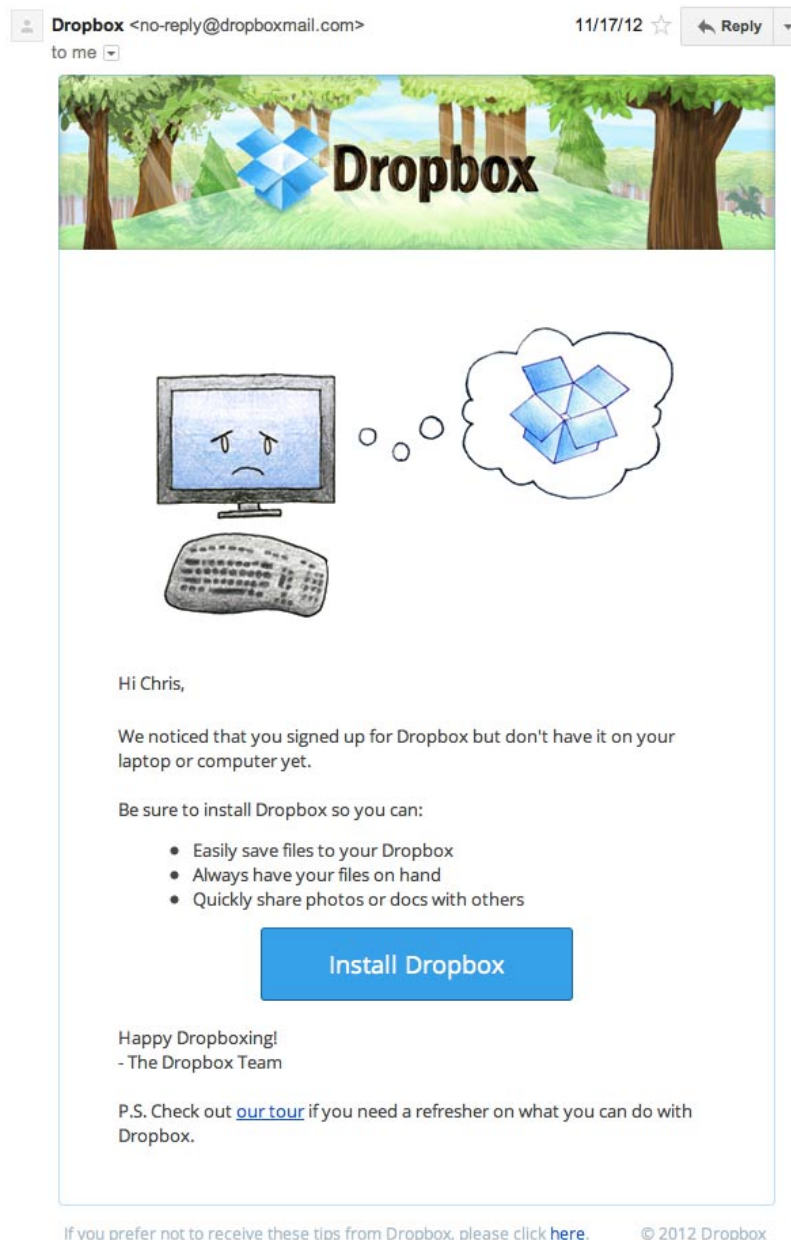 Dropbox <no-reply@dropboxmail.com> 11/17/12 Reply
to me
Dropbox
Hi Chris,
We noticed that you signed up for Dropbox but don't have it on your
laptop or computer yet.
Be sure to install Dropbox so you can:
• Easily save files to your Dropbox
• Always have your files on hand
• Quickly share photos or docs with others
Install Dropbox
Happy Dropboxing!
- The Dropbox Team
P.S. Check out our tour if you need a refresher on what you can do with
Dropbox.
If you prefer not to receive these tips from Dropbox, please click here. © 2012 Dropbox